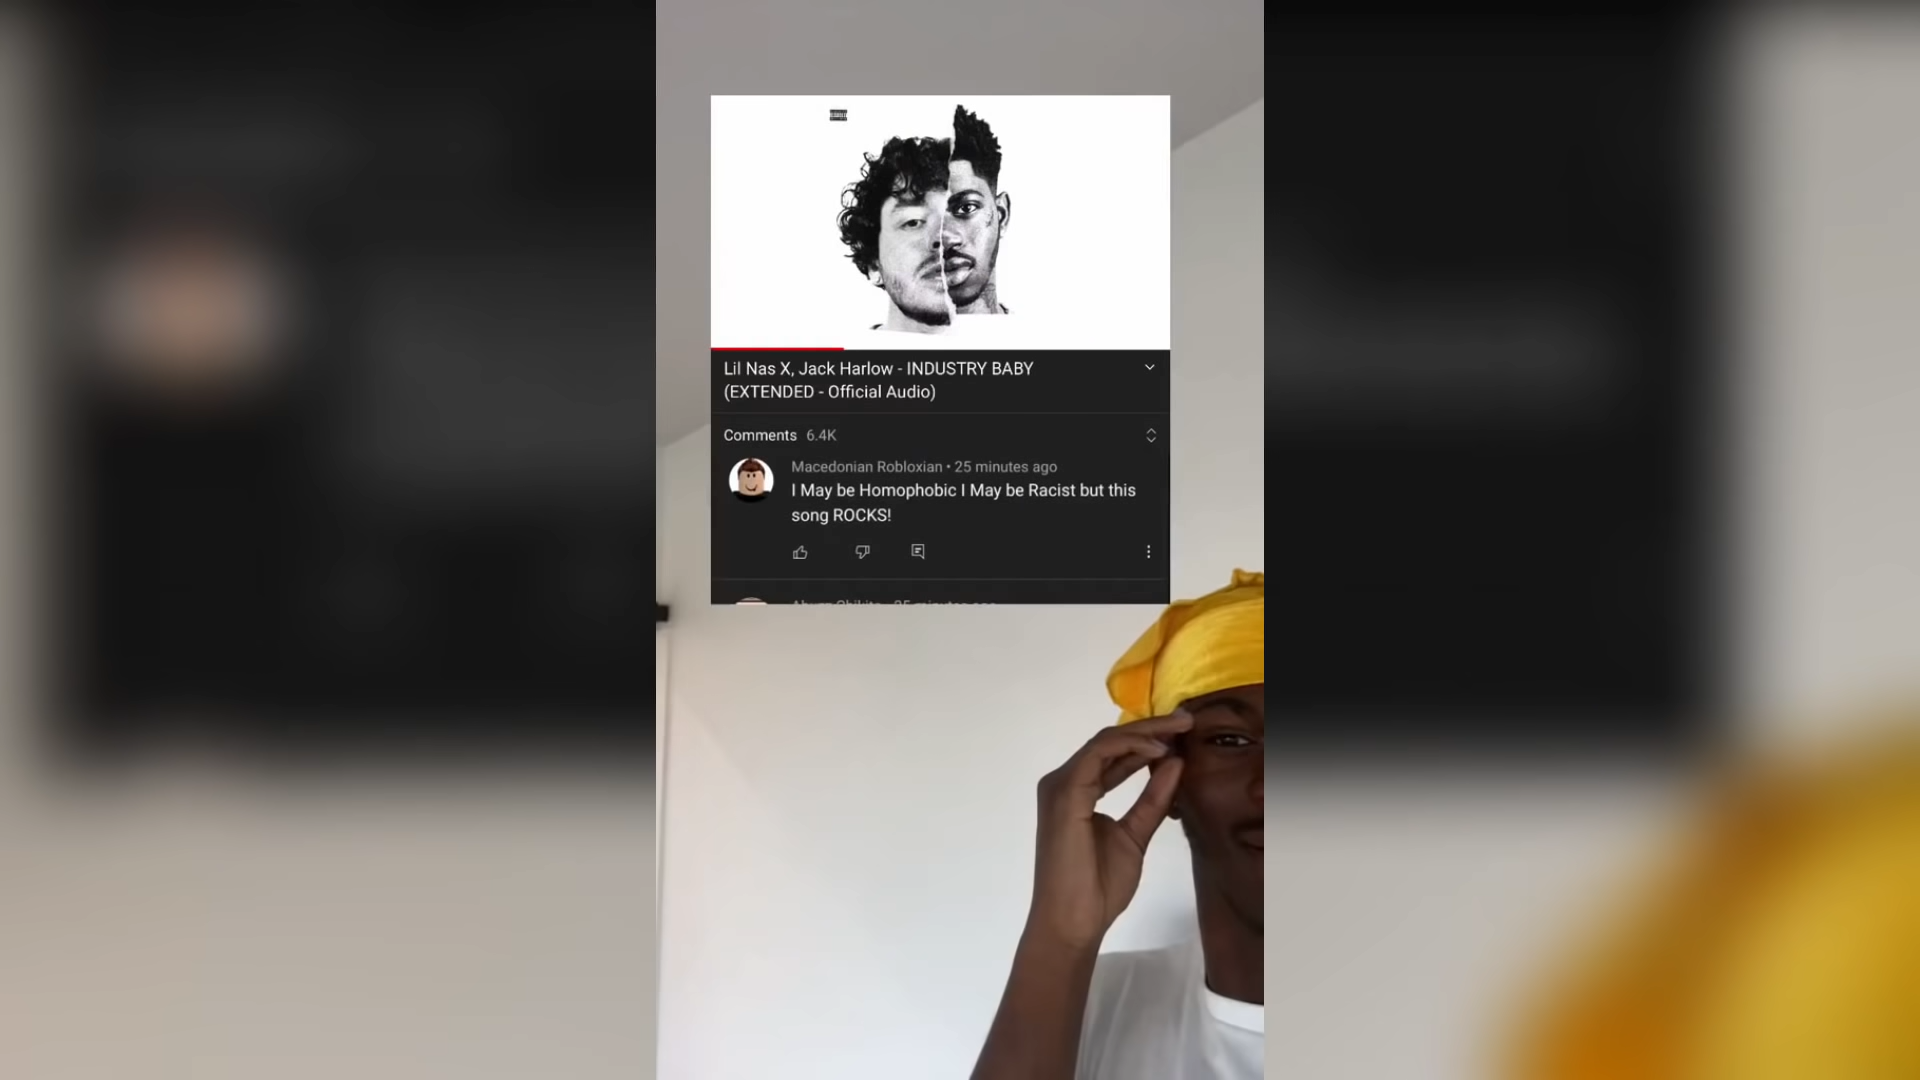 Lil Nas X, Jack Harlow - INDUSTRY BABY
(EXTENDED - Official Audio)
Comments 6.4K
Macedonian Robloxian • 25 minutes ago
I May be Homophobic I May be Racist but this
song ROCKS!